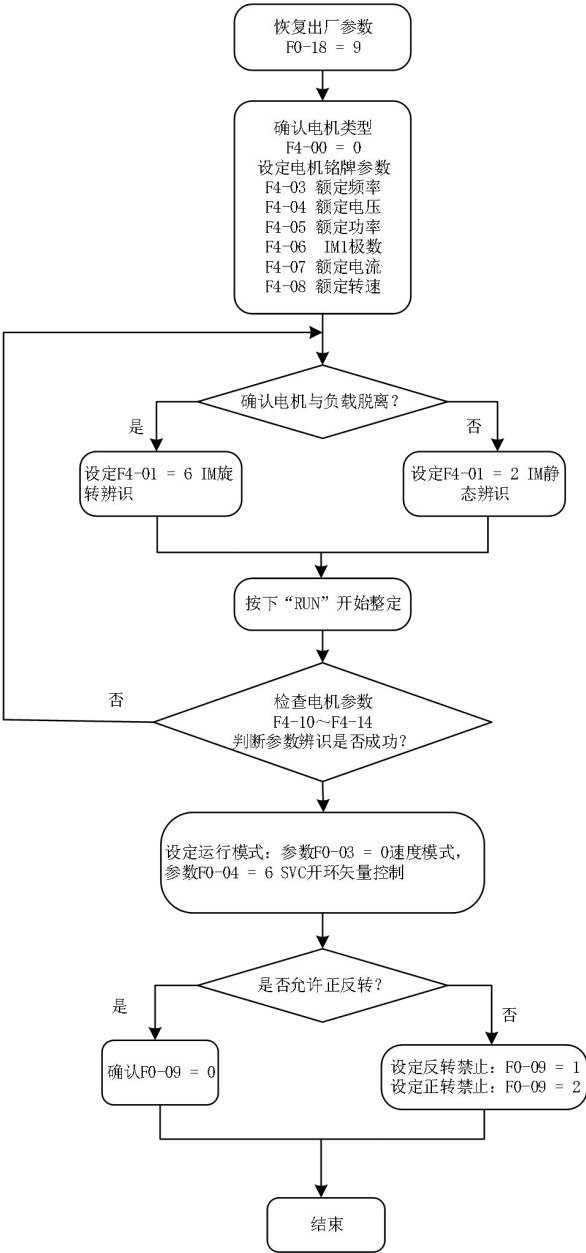 恢复出厂参数
F0-18 = 9
确认电机类型
F4-00 = 0
设定电机铭牌参数
F4-03 额定频率
F4-04 额定电压
F4-05 额定功率
F4-06 IM1极数
F4-07 额定电流
F4-08 额定转速
确认电机与负载脱离?
是
否
设定F4-01 = 6 IM旋
转辨识
设定F4-01 = 2 IM静
态辨识
按下“RUN”开始整定
否
检查电机参数
F4-10～F4-14
判断参数辨识是否成功?
设定运行模式：参数F0-03 = 0速度模式，
参数F0-04 = 6 SVC开环矢量控制
是否允许正反转?
是
否
确认F0-09 = 0
设定反转禁止：F0-09 = 1
设定正转禁止：F0-09 = 2
结束